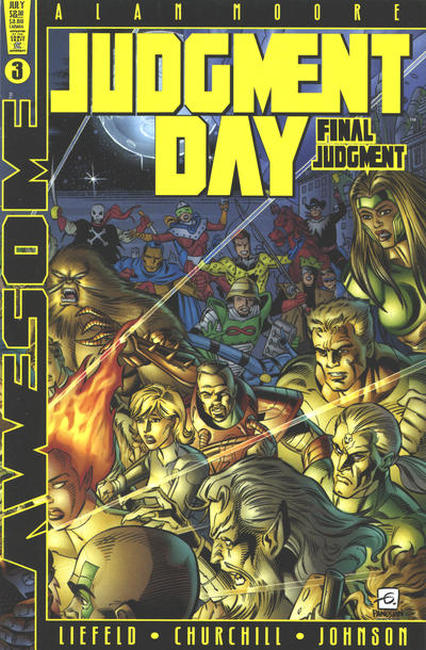 JULY
ALAN MOORE
3
AWESOME
JUDGMENT
DAY
FINAL
JUDGMENT
LIEFELD • CHURCHILL • JOHNSON